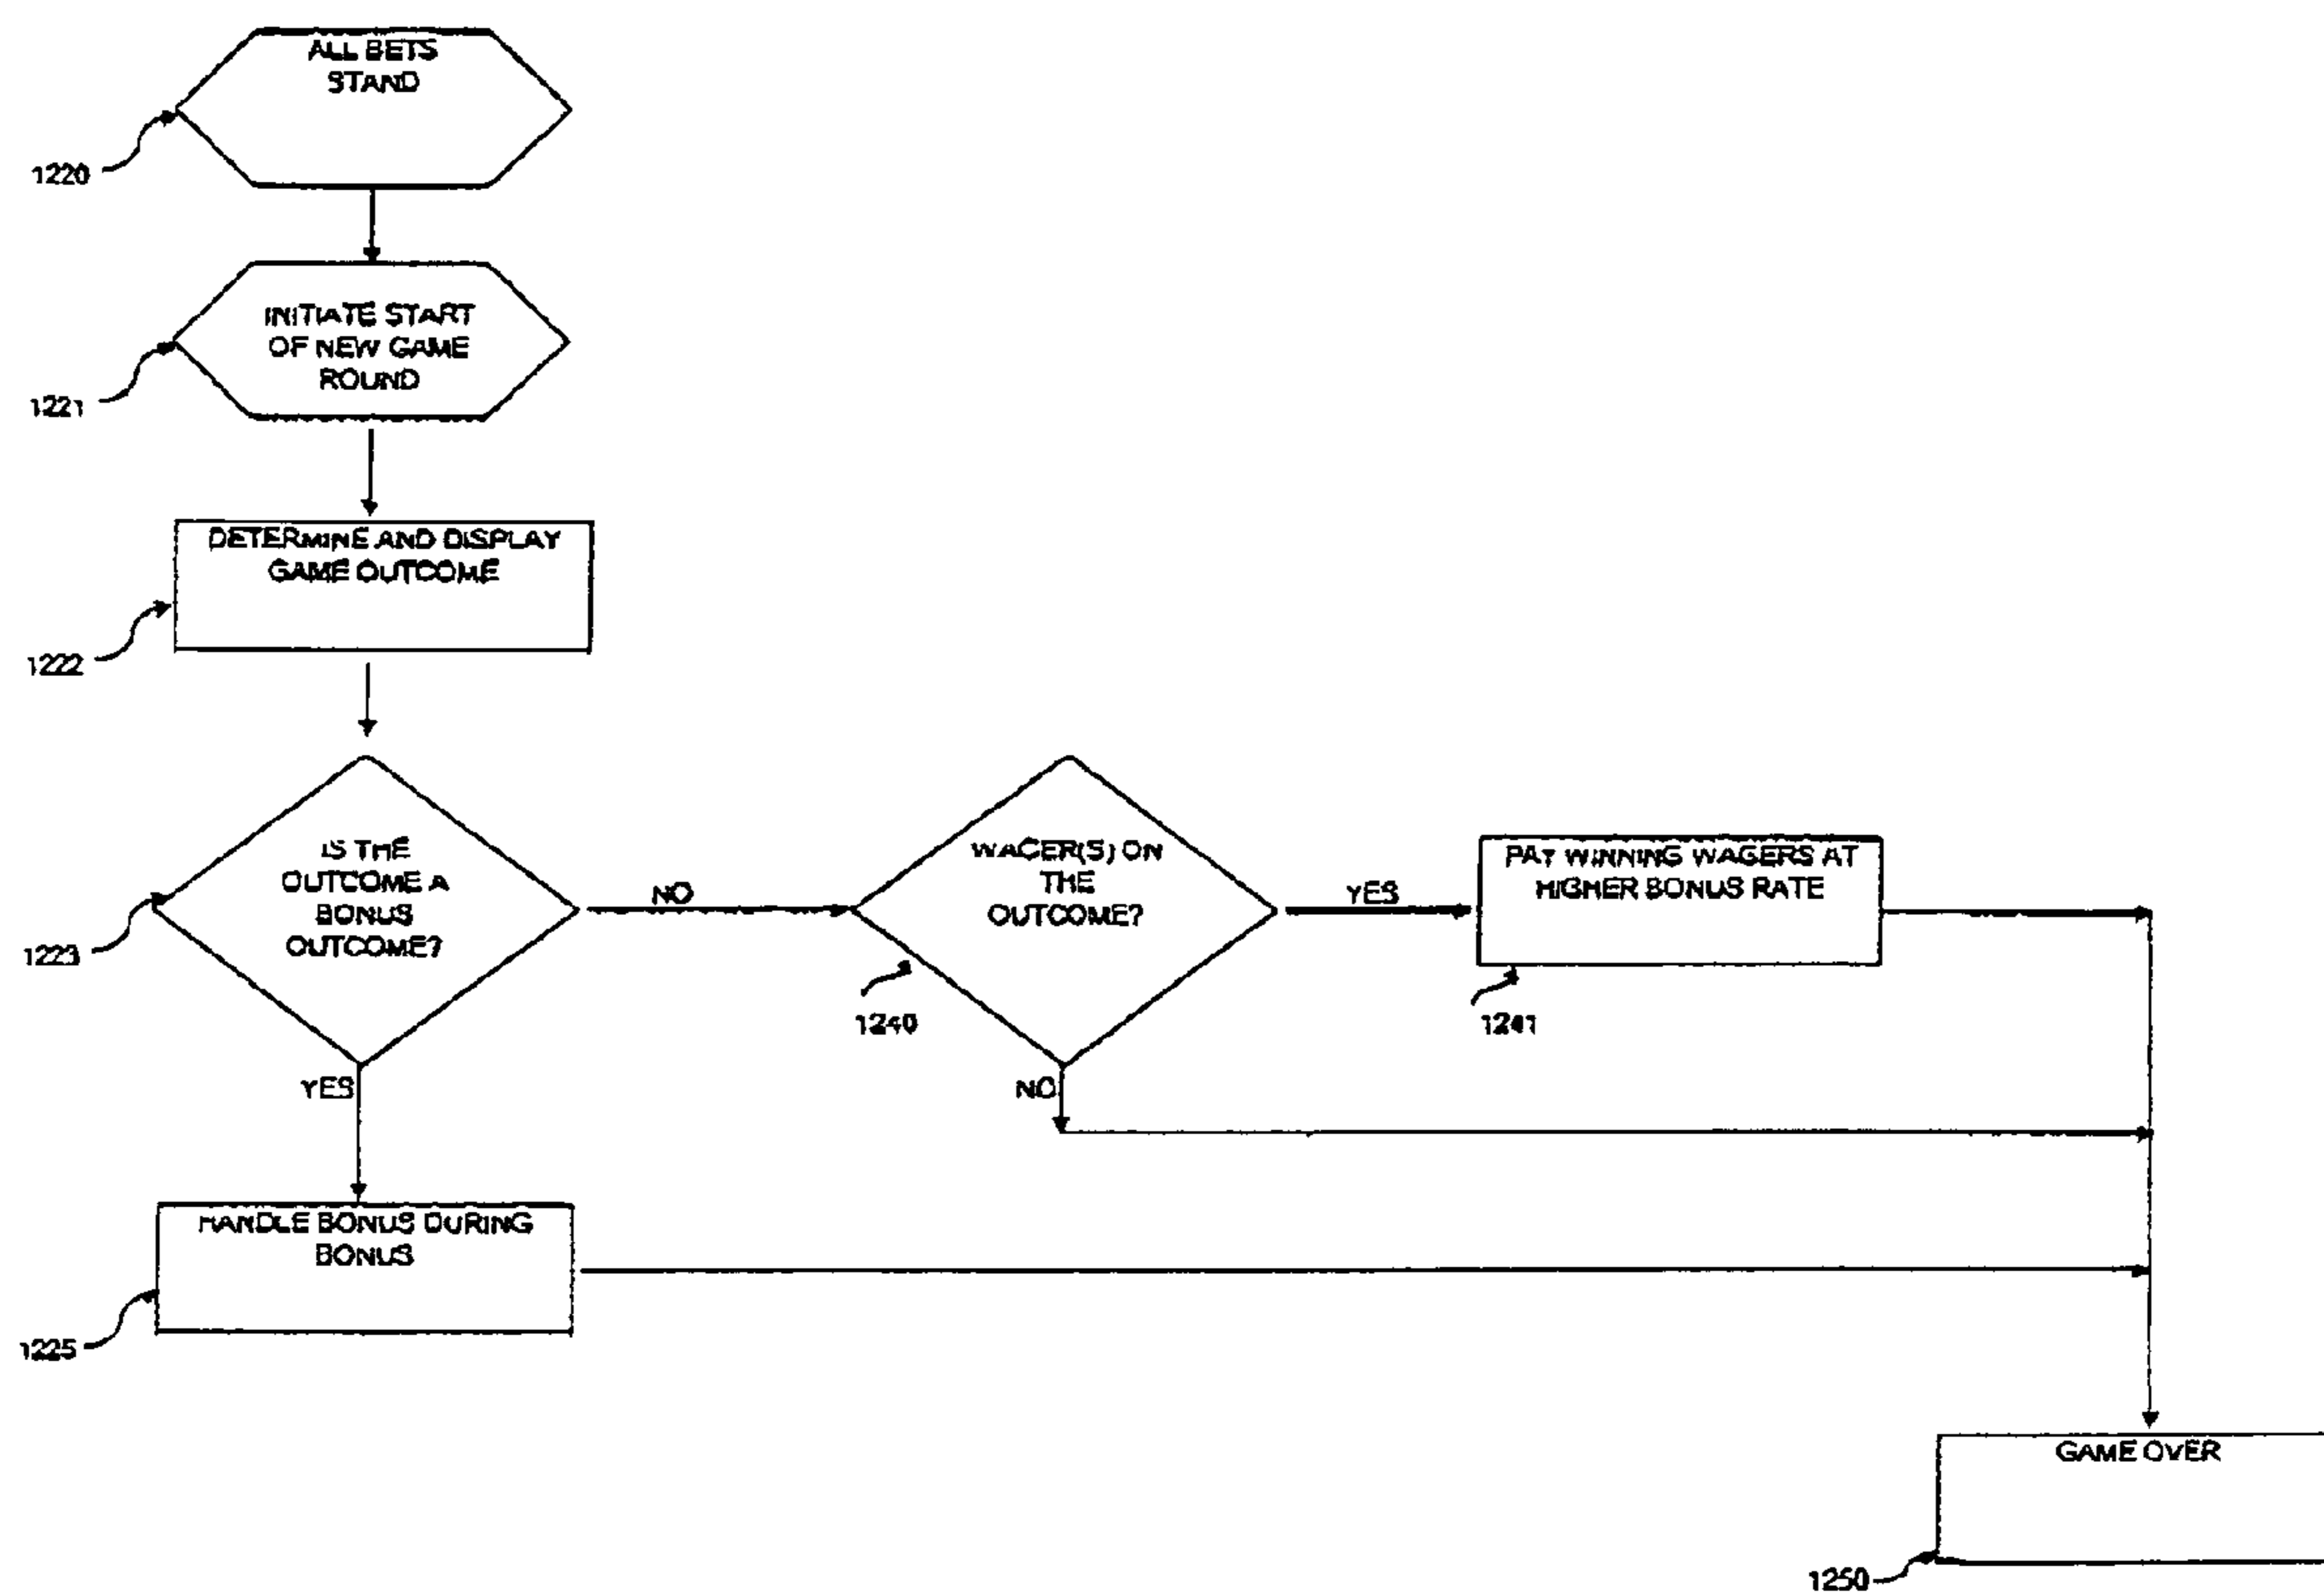 ALL BETS
STAND
1220
INITIATE START
OF NEW GAME
ROUND
1221
DETERMINE AND DISPLAY
GAME OUTCOME
1222
IS THE
OUTCOME A
BONUS
OUTCOME?
1223
NO
WAGER(S) ON
THE
OUTCOME?
1240
YES
PAY WINNING WAGERS AT
HIGHER BONUS RATE
1241
YES
NO
HANDLE BONUS DURING
BONUS
1225
GAME OVER
1250